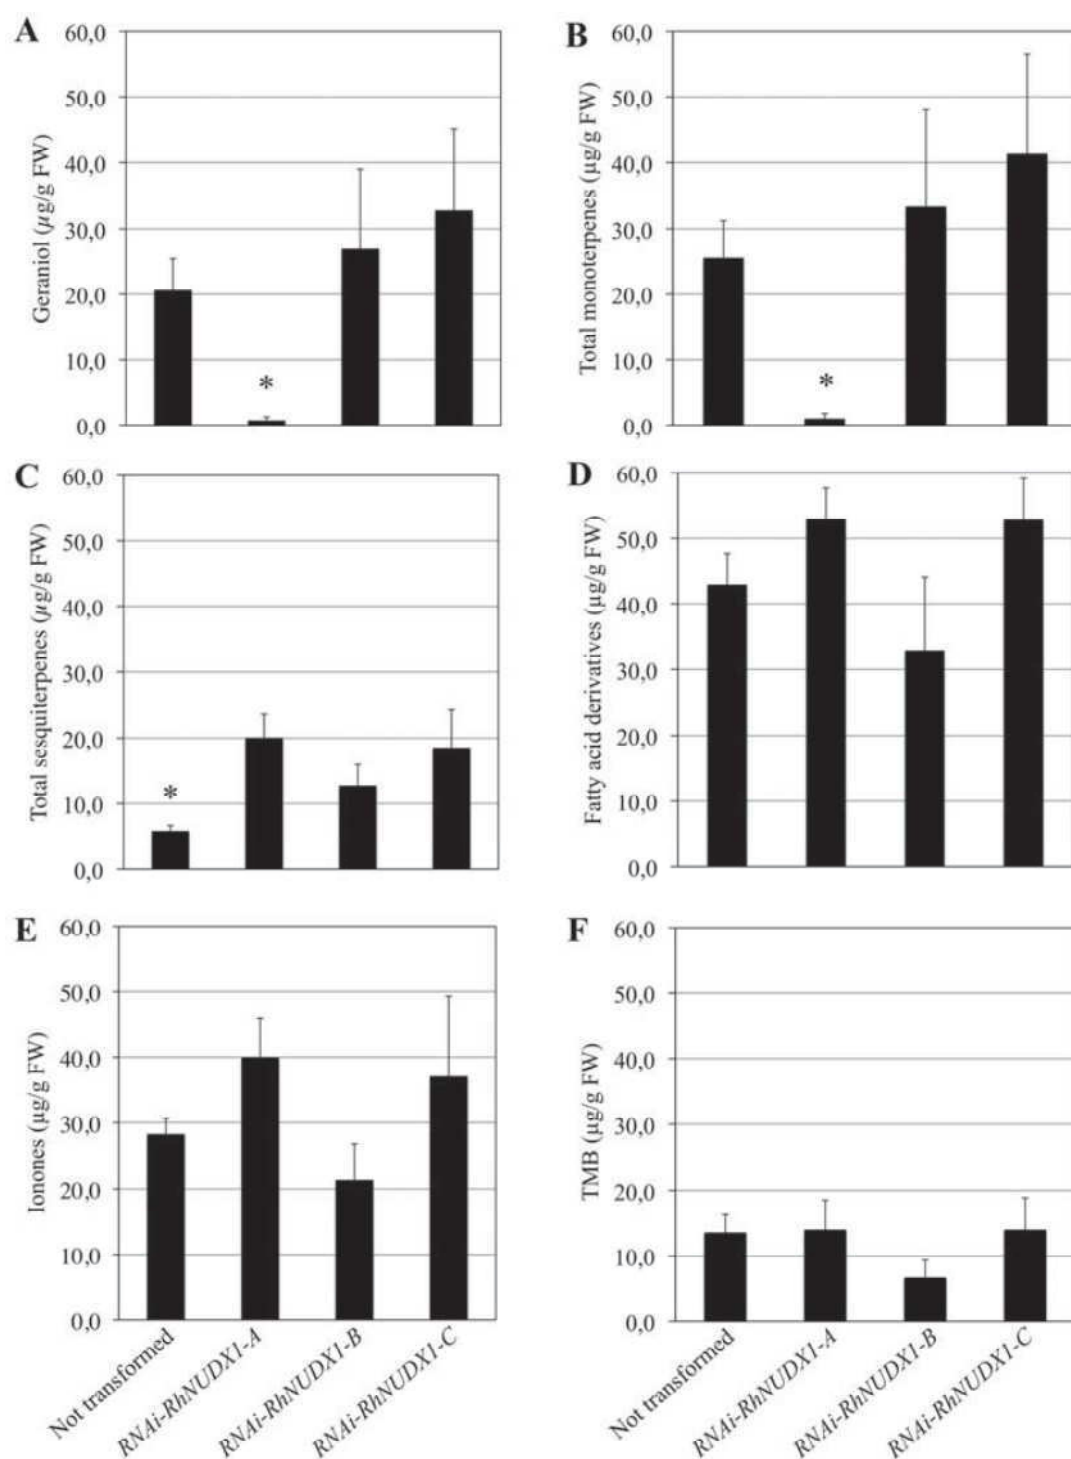 A
60,0
50,0
40,0
30,0
20,0
10,0
0,0
Geraniol (µg/g FW)
*
B
60,0
50,0
40,0
30,0
20,0
10,0
0,0
Total monoterpenes (µg/g FW)
*
C
60,0
50,0
40,0
30,0
20,0
10,0
0,0
Total sesquiterpenes (µg/g FW)
*
D
60,0
50,0
40,0
30,0
20,0
10,0
0,0
Fatty acid derivatives (µg/g FW)
E
60,0
50,0
40,0
30,0
20,0
10,0
0,0
Ionones (µg/g FW)
Not transformed
RNAi-RhNUDX1-A
RNAi-RhNUDX1-B
RNAi-RhNUDX1-C
F
60,0
50,0
40,0
30,0
20,0
10,0
0,0
TMB (µg/g FW)
Not transformed
RNAi-RhNUDX1-A
RNAi-RhNUDX1-B
RNAi-RhNUDX1-C